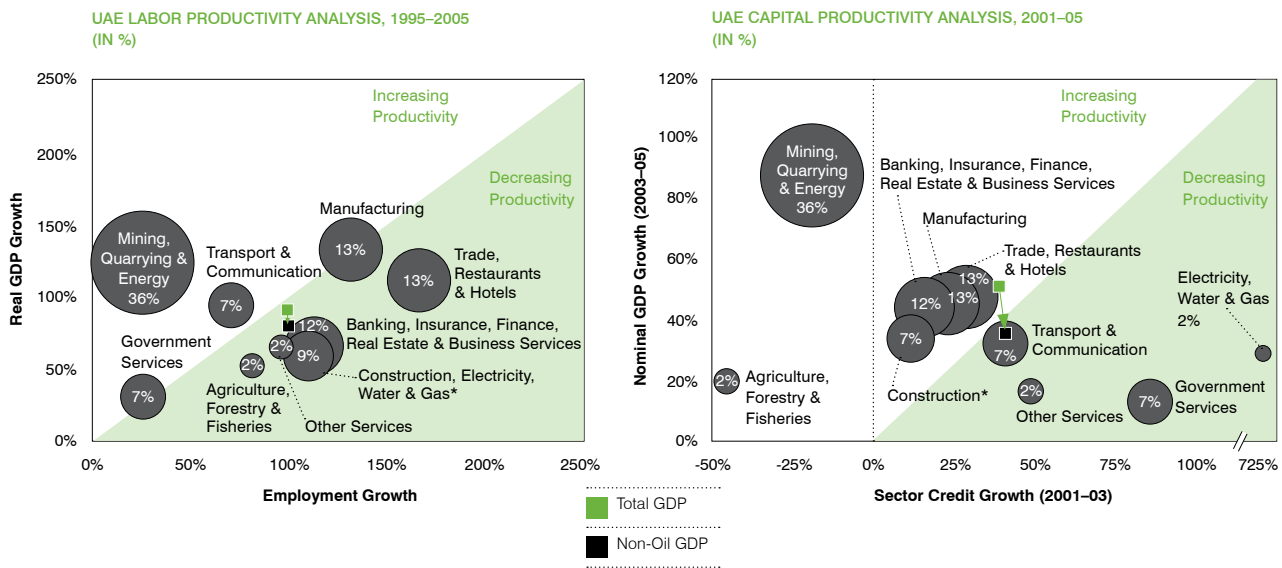 UAE LABOR PRODUCTIVITY ANALYSIS, 1995–2005
(IN %)
250%
200%
150%
100%
50%
0%
Real GDP Growth
Increasing
Productivity
Decreasing
Productivity
Mining,
Quarrying &
Energy
36%
Transport &
Communication
7%
Manufacturing
13%
13%
Trade,
Restaurants
& Hotels
Government
Services
7%
2%
Agriculture,
Forestry &
Fisheries
2%
12%
9%
Banking, Insurance, Finance,
Real Estate & Business Services
Construction, Electricity,
Water & Gas*
Other Services
0%
50%
100%
150%
200%
250%
Employment Growth
UAE CAPITAL PRODUCTIVITY ANALYSIS, 2001–05
(IN %)
120%
100%
80%
60%
40%
20%
0%
Nominal GDP Growth (2003–05)
Increasing
Productivity
Decreasing
Productivity
Mining,
Quarrying
& Energy
36%
Banking, Insurance, Finance,
Real Estate & Business Services
Manufacturing
Trade, Restaurants
& Hotels
13%
13%
12%
7%
Construction*
2%
Agriculture,
Forestry &
Fisheries
7%
Transport &
Communication
2%
Other Services
7%
Government
Services
Electricity,
Water & Gas
2%
-50%
-25%
0%
25%
50%
75%
100%
725%
Sector Credit Growth (2001–03)
Total GDP
Non-Oil GDP